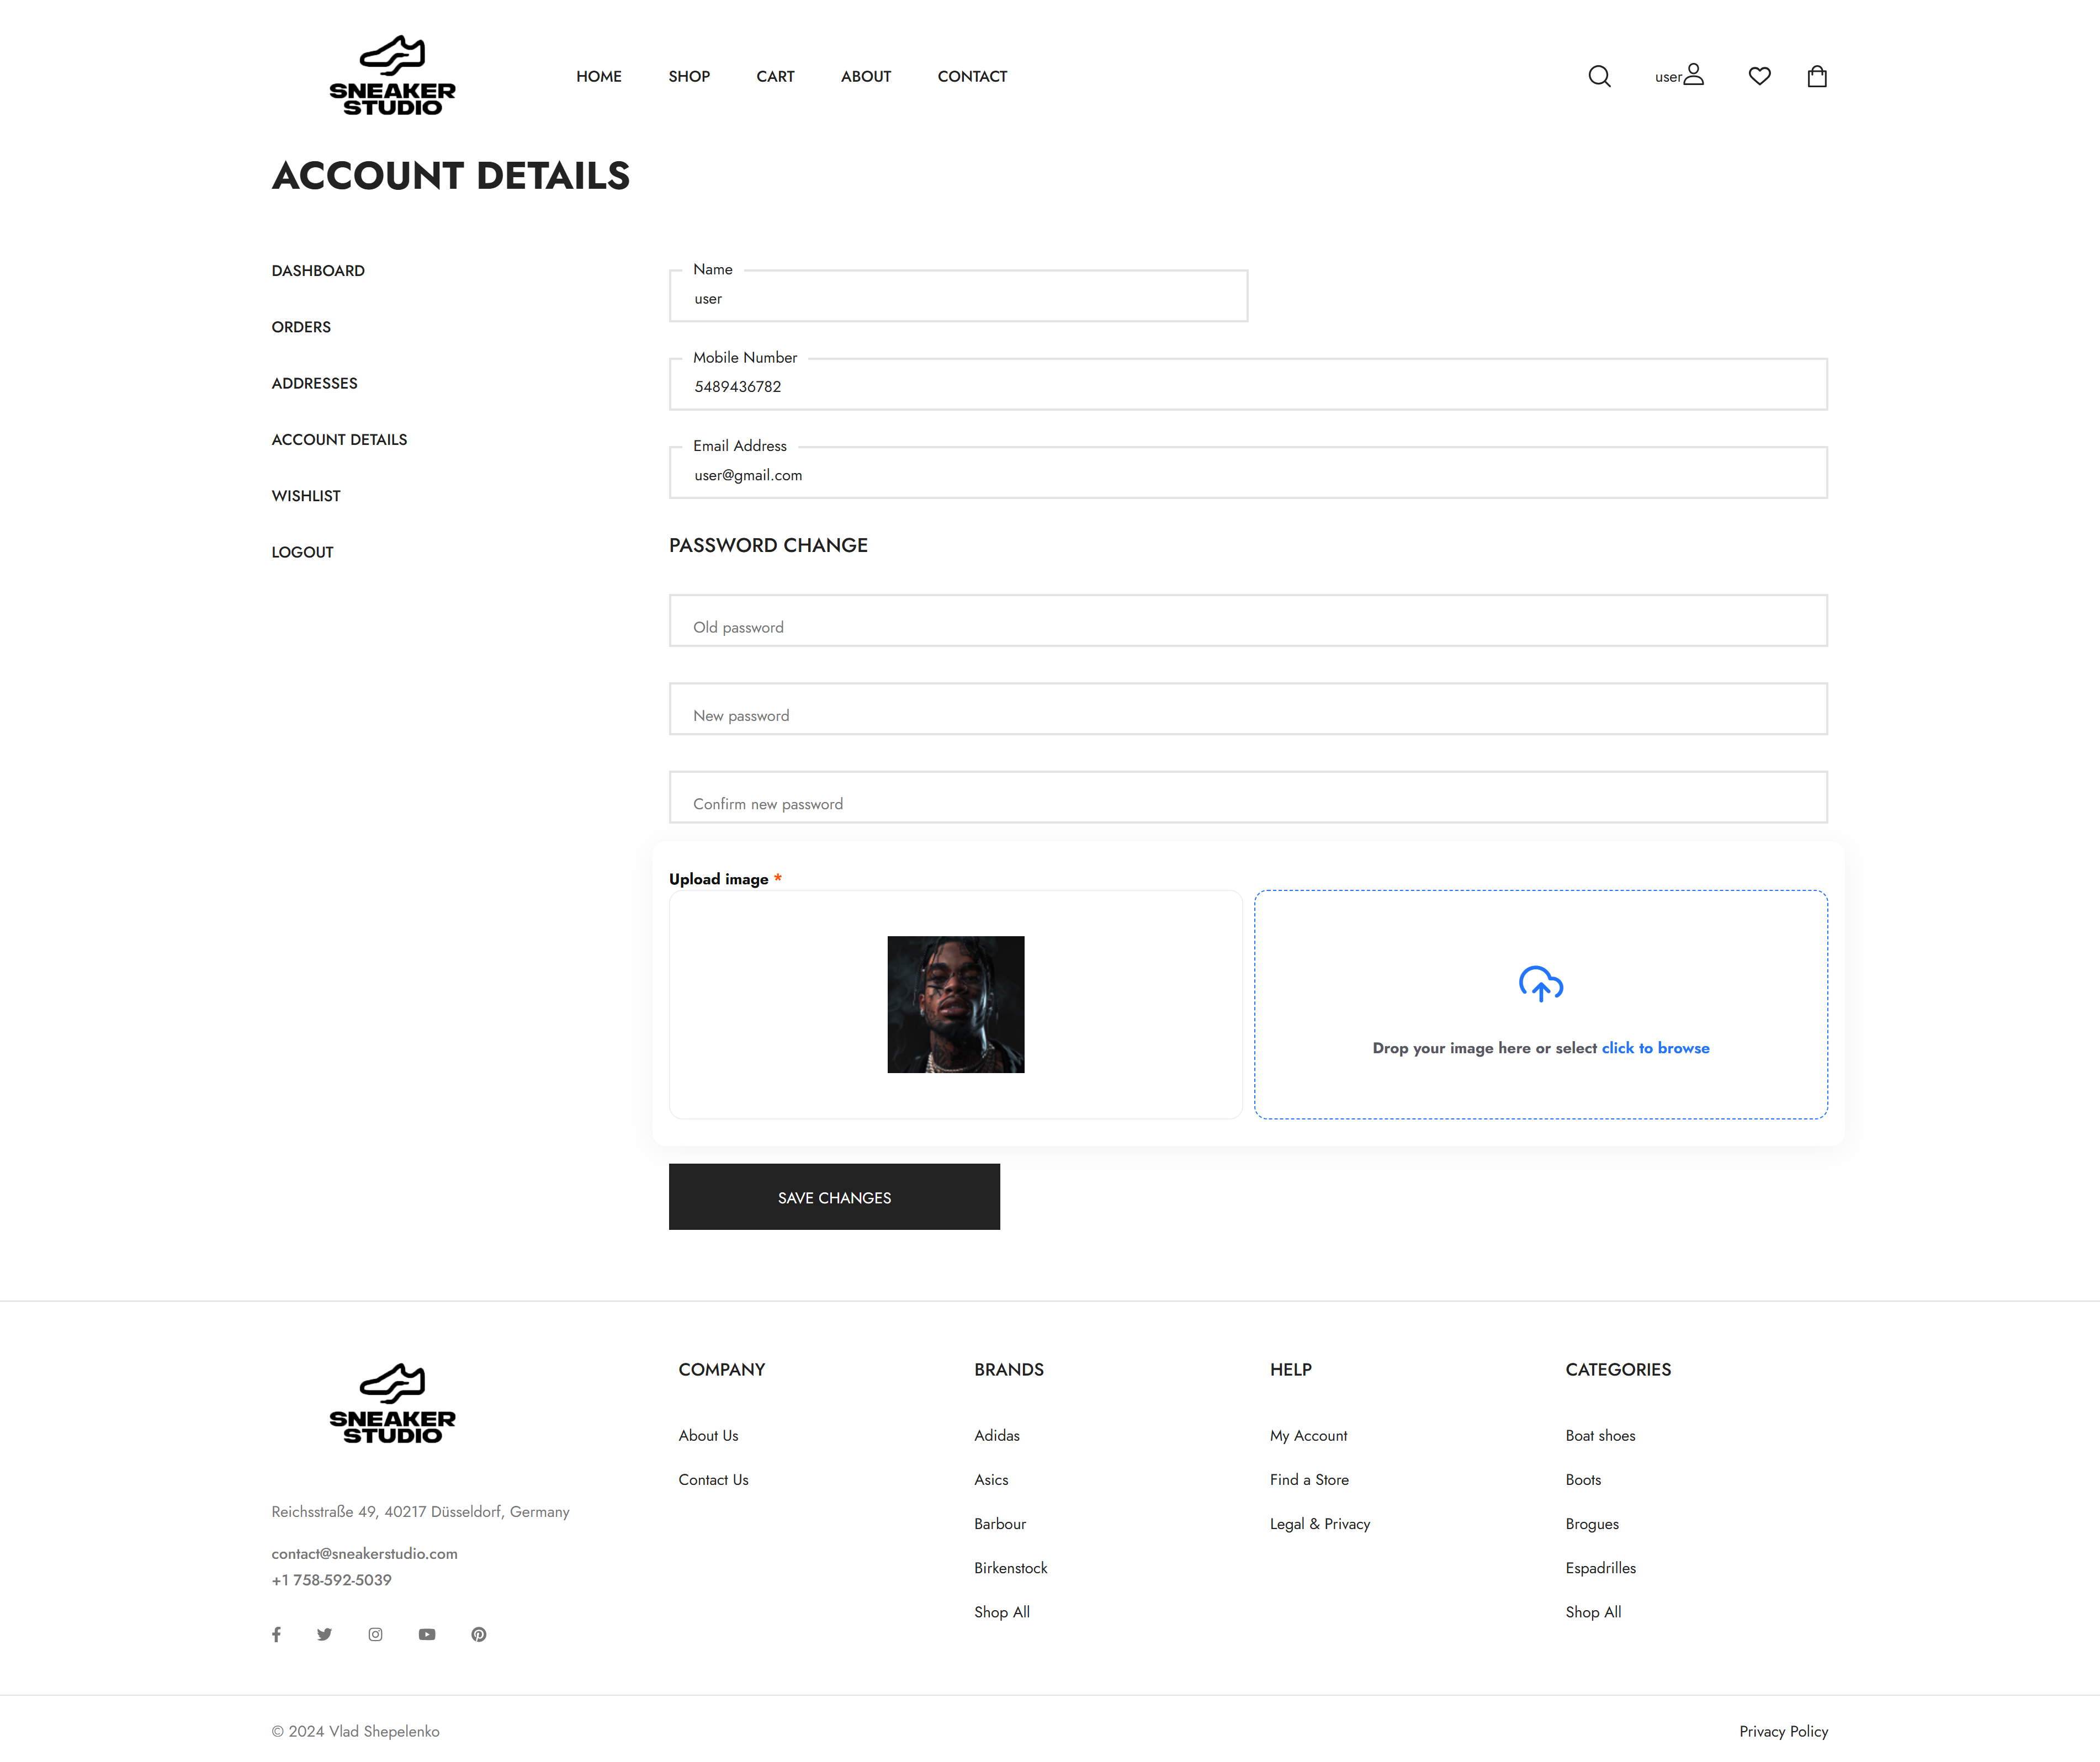 SNEAKER
STUDIO
HOME SHOP CART ABOUT CONTACT
user
ACCOUNT DETAILS
DASHBOARD
ORDERS
ADDRESSES
ACCOUNT DETAILS
WISHLIST
LOGOUT
Name
user
Mobile Number
5489436782
Email Address
user@gmail.com
PASSWORD CHANGE
Old password
New password
Confirm new password
Upload image *
Drop your image here or select click to browse
SAVE CHANGES
SNEAKER
STUDIO
Reichsstraße 49, 40217 Düsseldorf, Germany
contact@sneakerstudio.com
+1 758-592-5039
COMPANY
About Us
Contact Us
BRANDS
Adidas
Asics
Barbour
Birkenstock
Shop All
HELP
My Account
Find a Store
Legal & Privacy
CATEGORIES
Boat shoes
Boots
Brogues
Espadrilles
Shop All
© 2024 Vlad Shepelenko
Privacy Policy